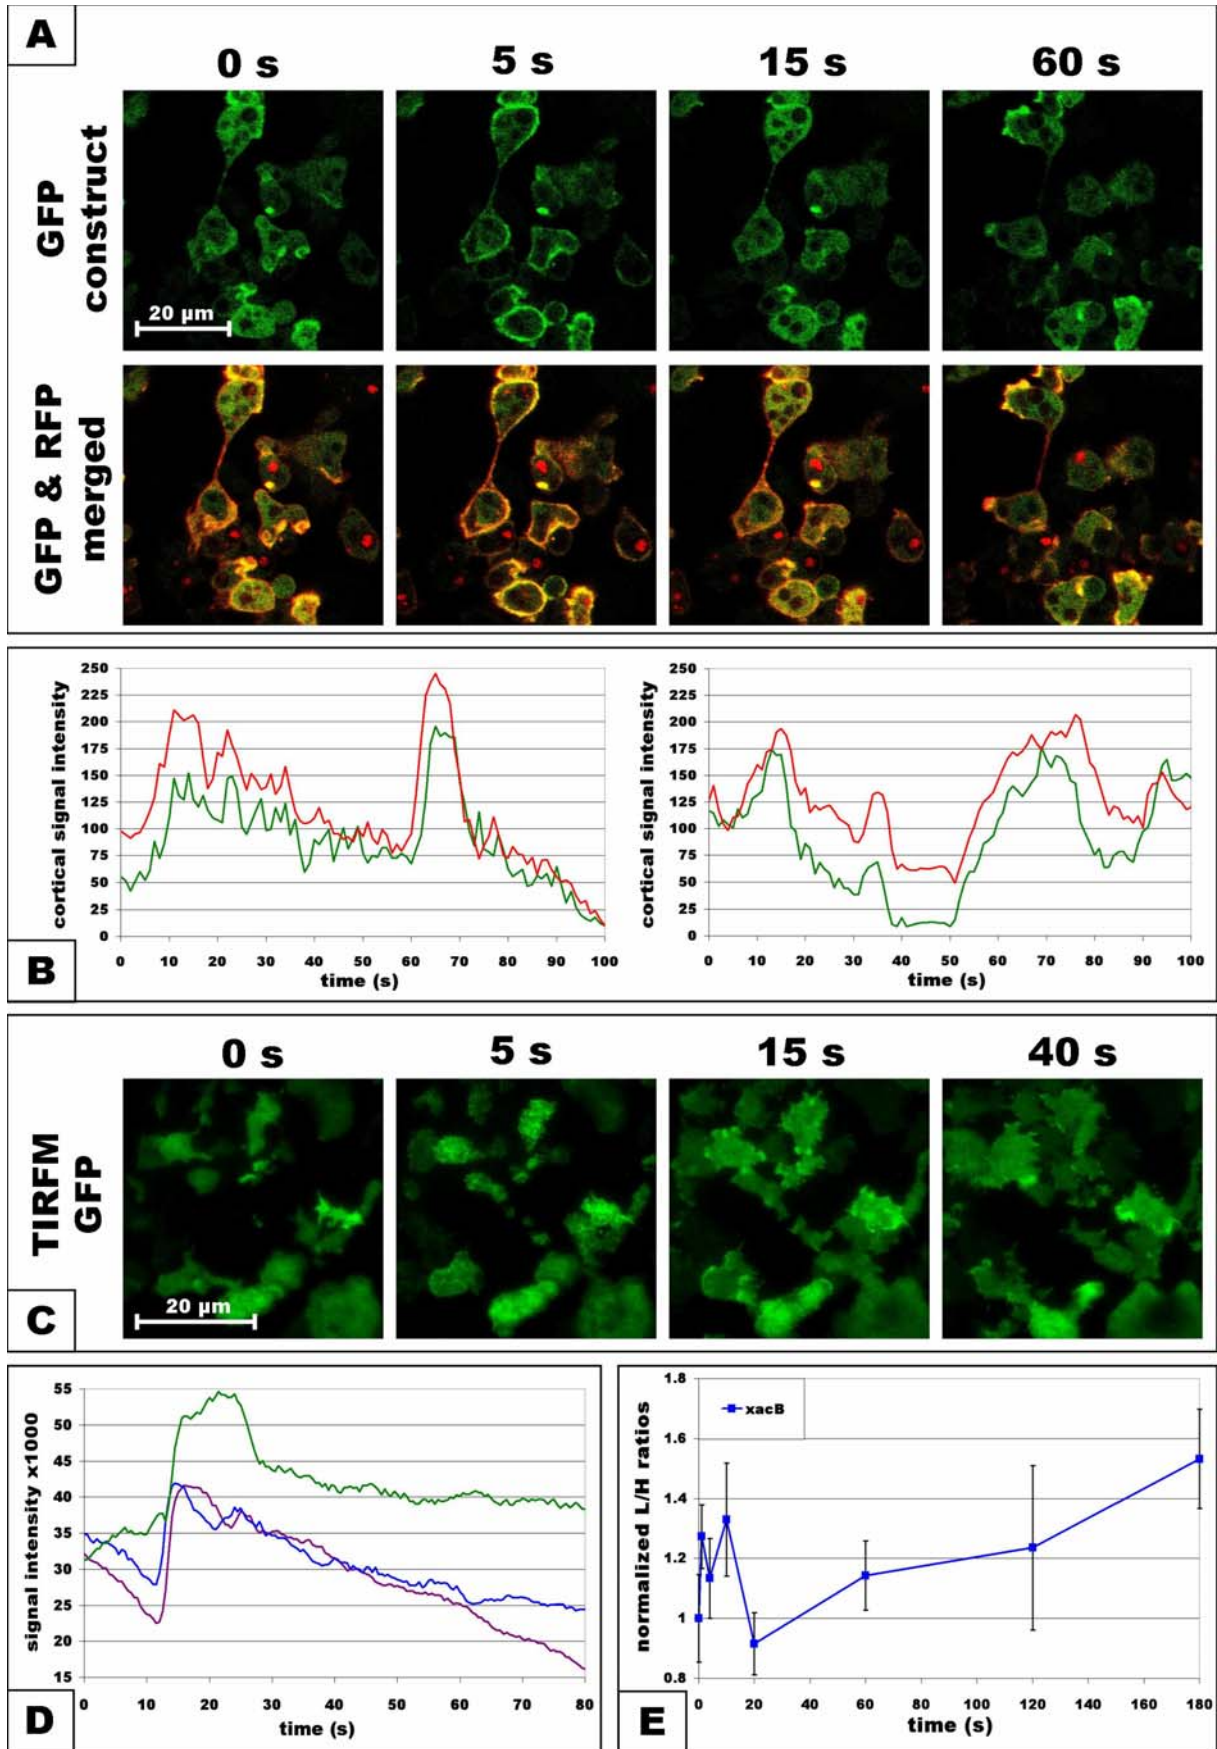 A
0 s 5 s 15 s 60 s
GFP
construct
20 µm
GFP & RFP
merged
B
cortical signal intensity
250
225
200
175
150
125
100
75
50
25
0
0 10 20 30 40 50 60 70 80 90 100
time (s)
cortical signal intensity
250
225
200
175
150
125
100
75
50
25
0
0 10 20 30 40 50 60 70 80 90 100
time (s)
C
0 s 5 s 15 s 40 s
TIRFM
GFP
20 µm
D
signal intensity x1000
55
50
45
40
35
30
25
20
15
0 10 20 30 40 50 60 70 80
time (s)
E
normalized L/H ratios
1.8
1.6
1.4
1.2
1
0.8
xacB
0 20 40 60 80 100 120 140 160 180
time (s)